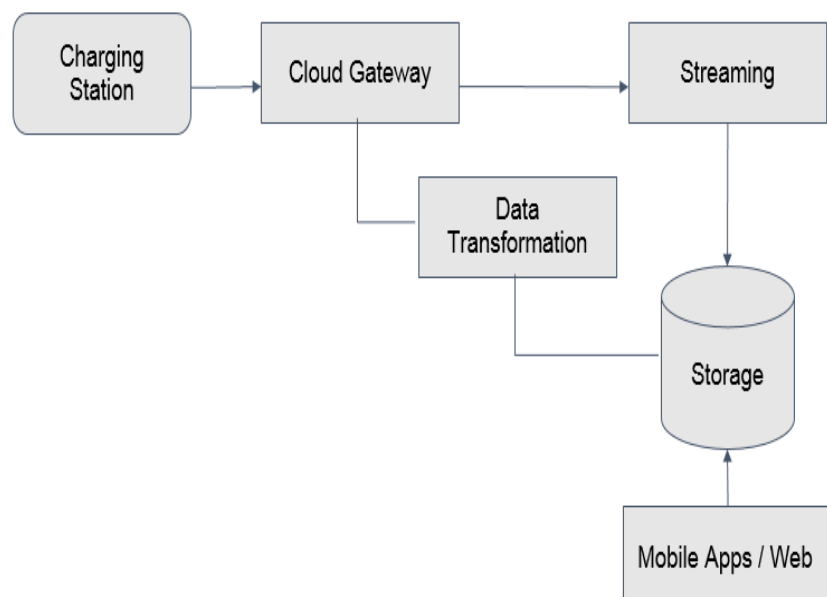 Charging
Station
Cloud Gateway
Streaming
Data
Transformation
Storage
Mobile Apps / Web